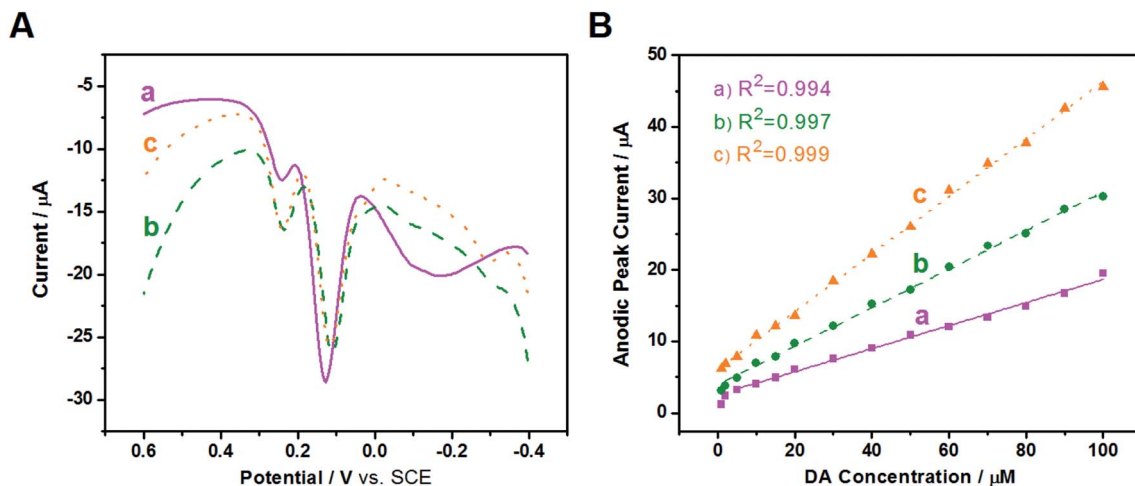 A
Current / μA
-5
-10
-15
-20
-25
-30
a
c
b
0.6
0.4
0.2
0.0
-0.2
-0.4
Potential / V vs. SCE
B
Anodic Peak Current / μA
50
40
30
20
10
0
a) R²=0.994
b) R²=0.997
c) R²=0.999
c
b
a
0
20
40
60
80
100
DA Concentration / μM